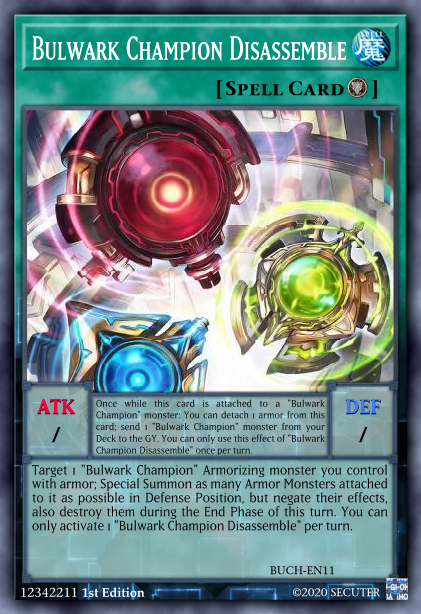 Bulwark Champion Disassemble
魔
[Spell Card]
ATK
/
Once while this card is attached to a "Bulwark
Champion" monster: You can detach 1 armor from this
card; send 1 "Bulwark Champion" monster from your
Deck to the GY. You can only use this effect of "Bulwark
Champion Disassemble" once per turn.
DEF
/
Target 1 "Bulwark Champion" Armorizing monster you control
with armor; Special Summon as many Armor Monsters attached
to it as possible in Defense Position, but negate their effects,
also destroy them during the End Phase of this turn. You can
only activate 1 "Bulwark Champion Disassemble" per turn.
BUCH-EN11
12342211 1st Edition
©2020 SECUTER